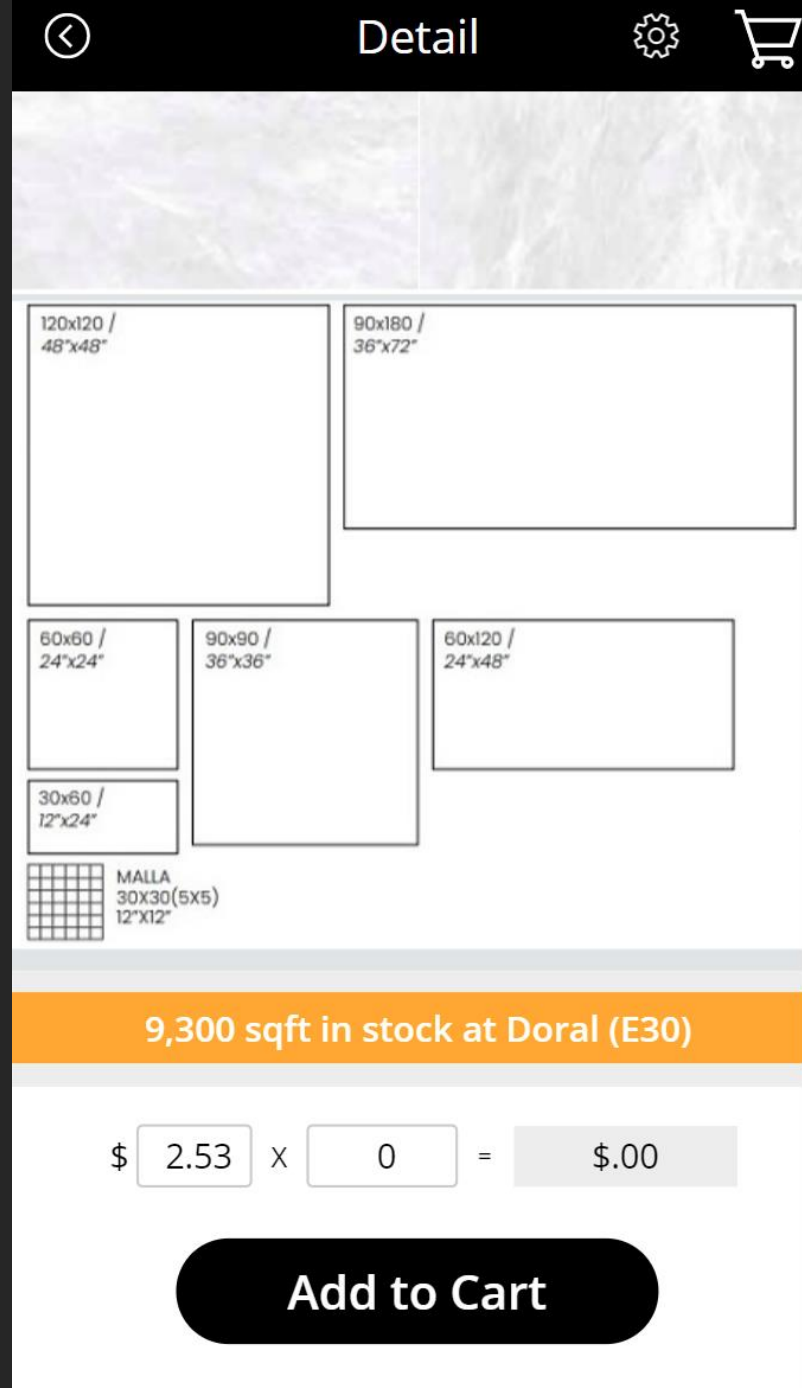 Detail
120x120 /
48"x48"
90x180 /
36"x72"
60x60 /
24"x24"
90x90 /
36"x36"
60x120 /
24"x48"
30x60 /
12"x24"
MALLA
30X30(5X5)
12"X12"
9,300 sqft in stock at Doral (E30)
$ 2.53 X 0 = $.00
Add to Cart